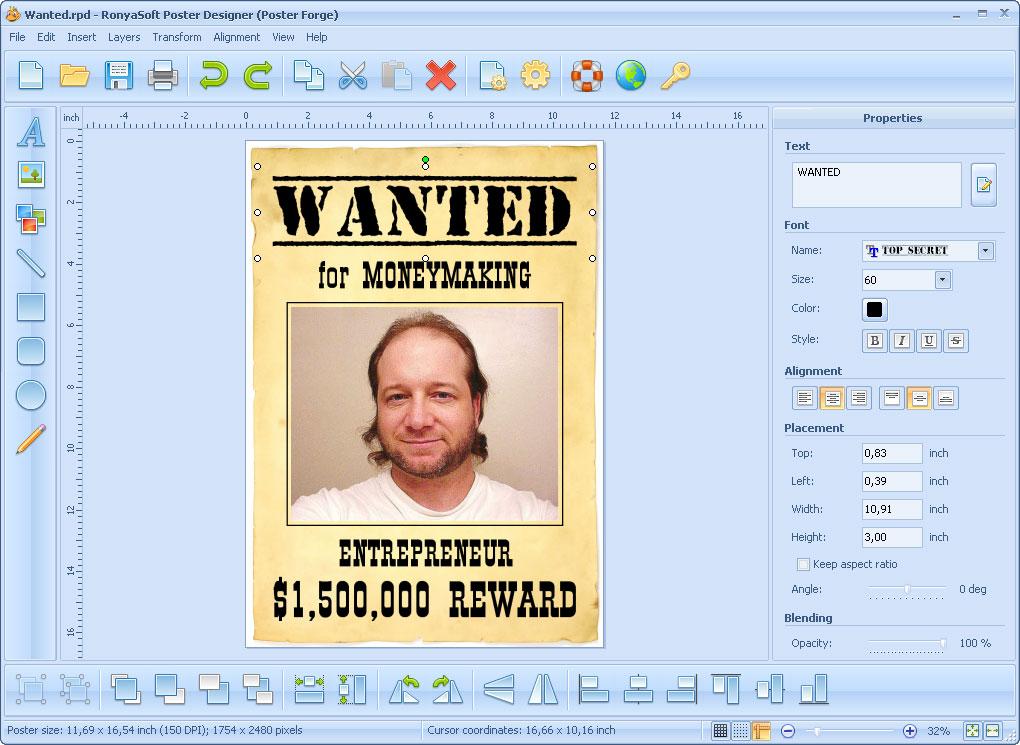 Wanted.rpd - RonyaSoft Poster Designer (Poster Forge)
File Edit Insert Layers Transform Alignment View Help
inch -4 -2 0 2 4 6 8 10 12 14 16
0
2
4
6
8
10
12
14
16
WANTED
for MONEYMAKING
ENTREPRENEUR
$1,500,000 REWARD
Properties
Text
WANTED
Font
Name: TOP SECRET
Size: 60
Color:
Style: B I U S
Alignment
Placement
Top: 0,83 inch
Left: 0,39 inch
Width: 10,91 inch
Height: 3,00 inch
Keep aspect ratio
Angle: 0 deg
Blending
Opacity: 100 %
Poster size: 11,69 x 16,54 inch (150 DPI); 1754 x 2480 pixels Cursor coordinates: 16,66 x 10,16 inch 32%